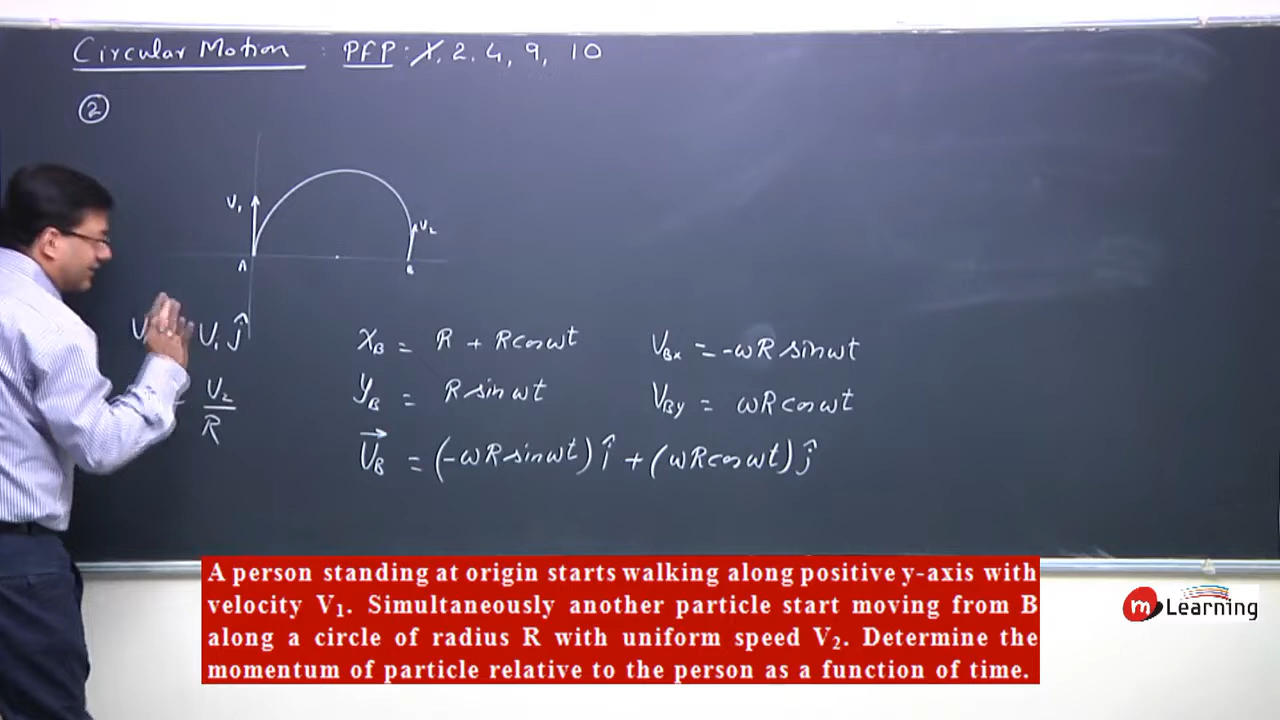 Circular Motion : PFP : 1, 2, 4, 9, 10
②
V₁
V₂
A
B
V₁ ĵ
x_B = R + R cos ωt
V_Bx = -ωR sin ωt
V₂/R
y_B = R sin ωt
V_By = ωR cos ωt
V⃗_B = (-ωR sin ωt) î + (ωR cos ωt) ĵ
A person standing at origin starts walking along positive y-axis with
velocity V₁. Simultaneously another particle start moving from B
along a circle of radius R with uniform speed V₂. Determine the
momentum of particle relative to the person as a function of time.
m Learning